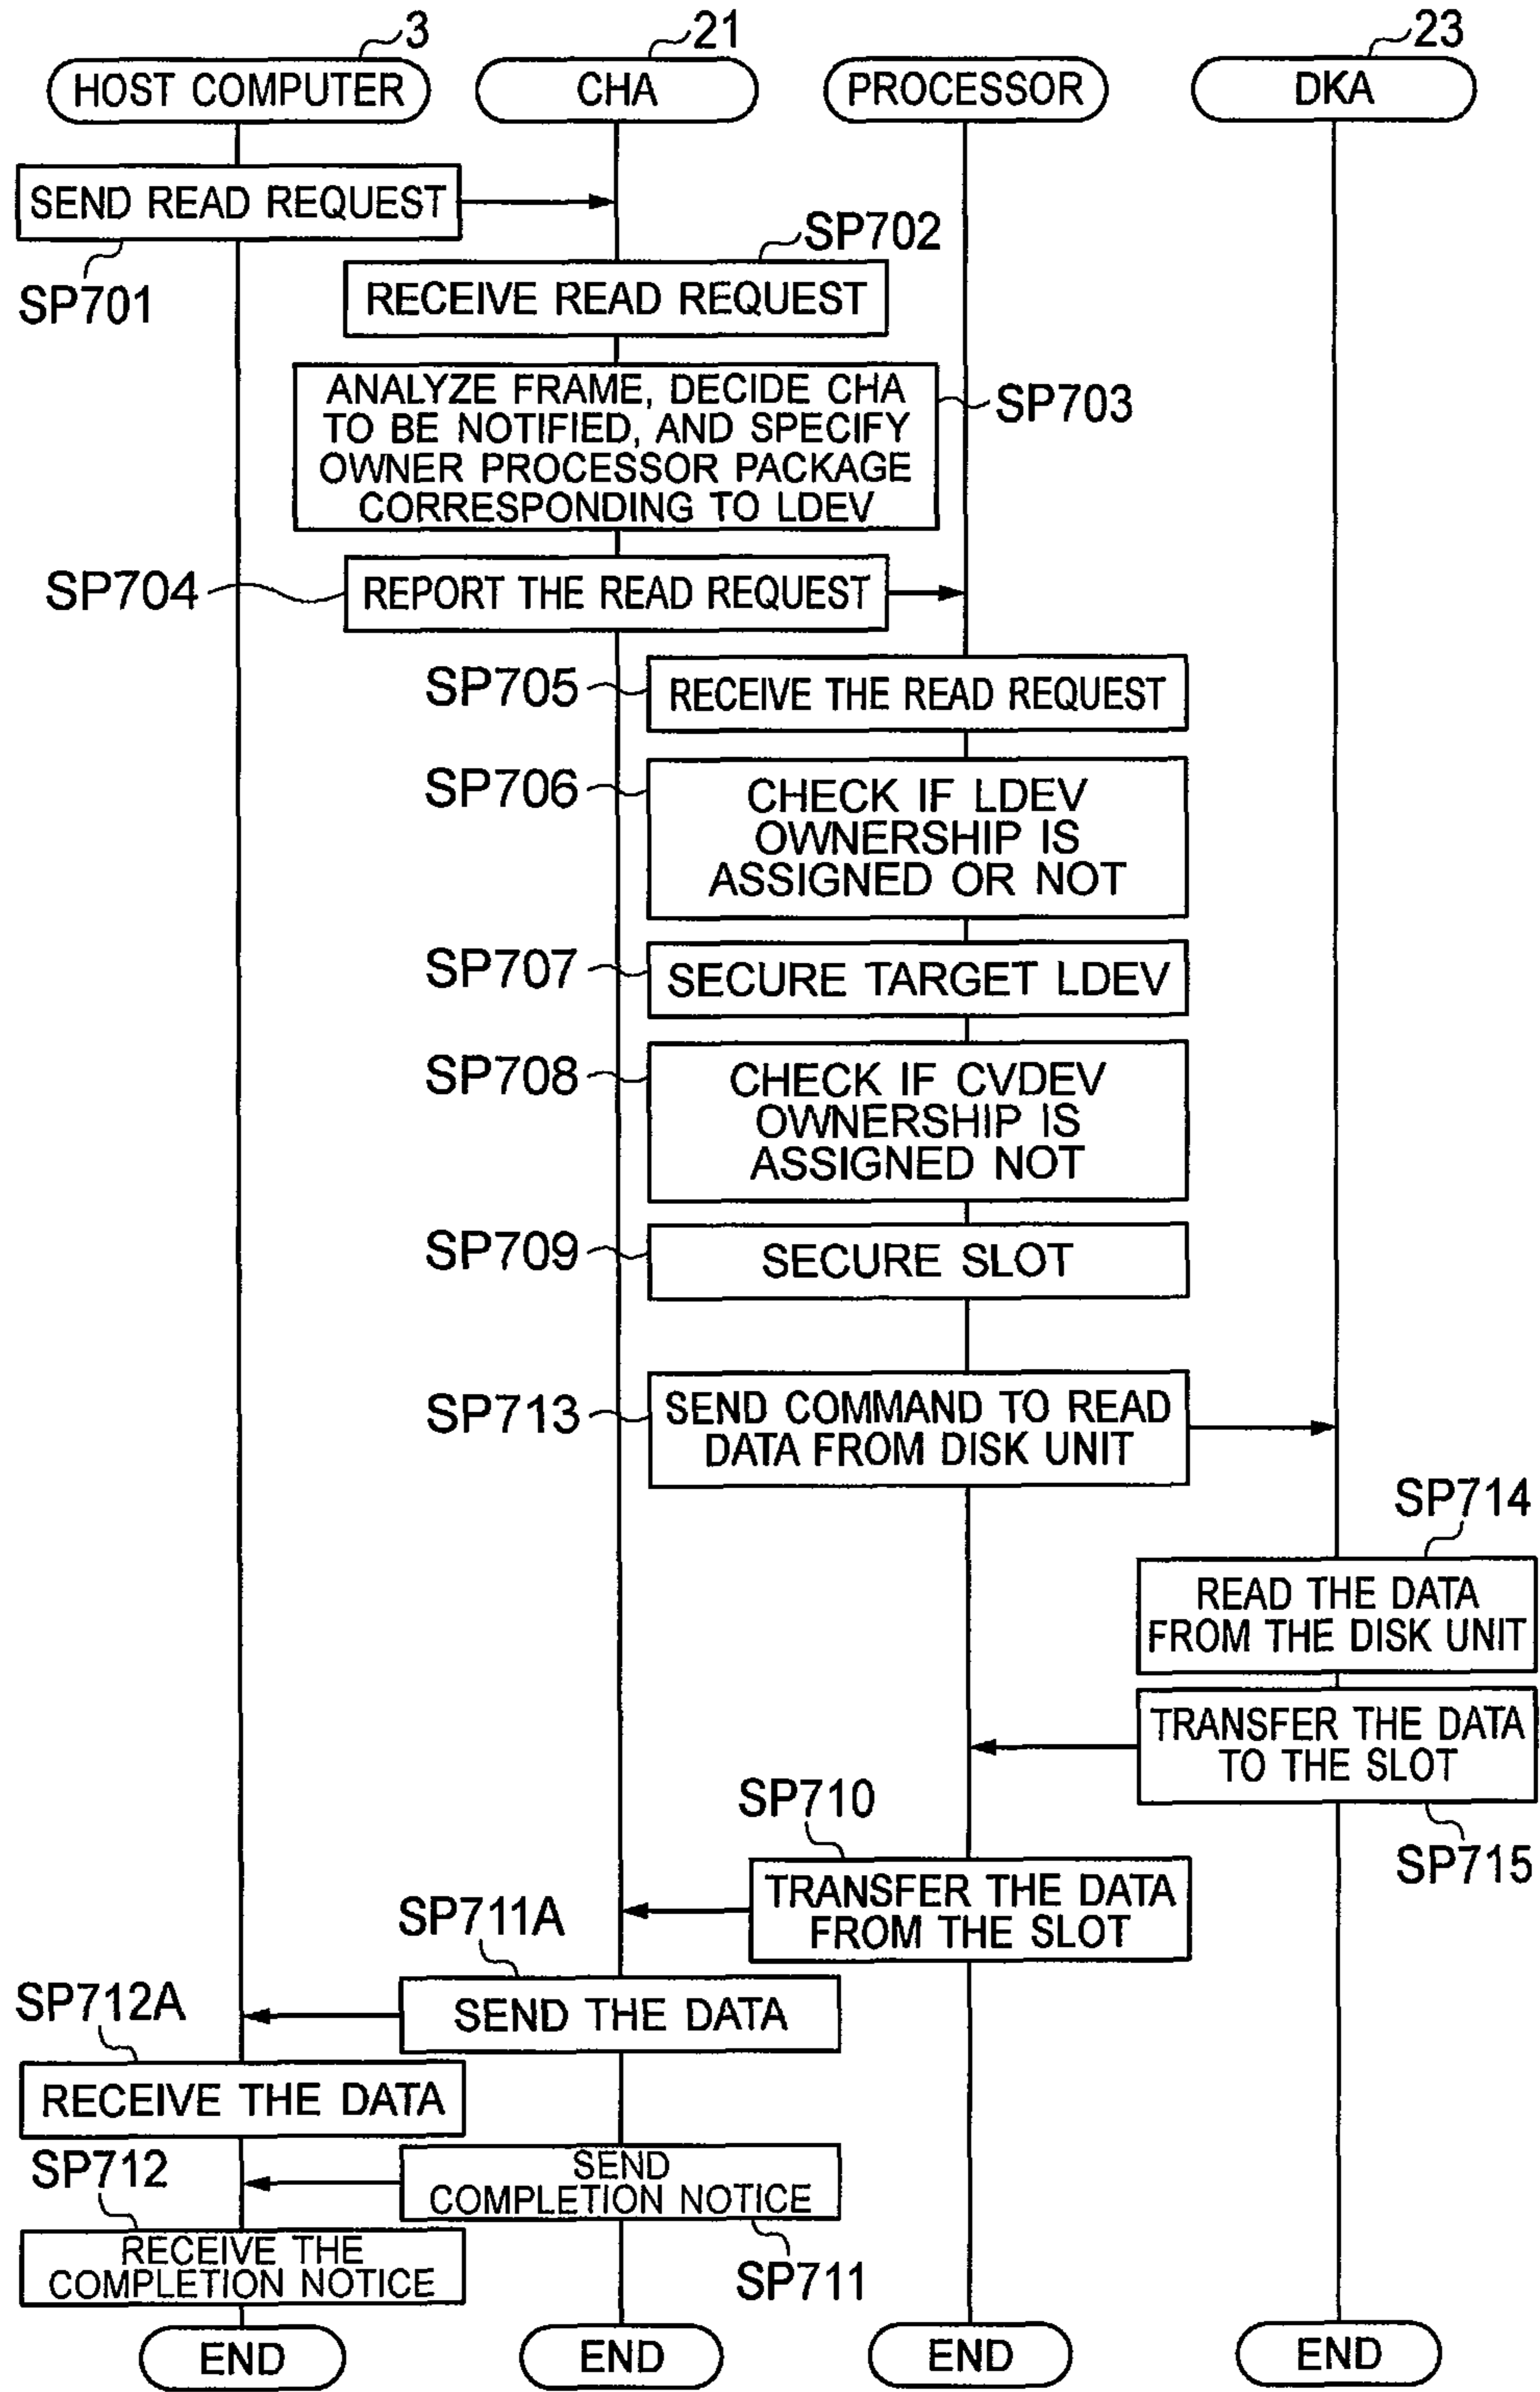 3
21
23
HOST COMPUTER
CHA
PROCESSOR
DKA
SEND READ REQUEST
SP701
SP702
RECEIVE READ REQUEST
ANALYZE FRAME, DECIDE CHA
TO BE NOTIFIED, AND SPECIFY
OWNER PROCESSOR PACKAGE
CORRESPONDING TO LDEV
SP703
SP704
REPORT THE READ REQUEST
SP705
RECEIVE THE READ REQUEST
SP706
CHECK IF LDEV
OWNERSHIP IS
ASSIGNED OR NOT
SP707
SECURE TARGET LDEV
SP708
CHECK IF CVDEV
OWNERSHIP IS
ASSIGNED NOT
SP709
SECURE SLOT
SP713
SEND COMMAND TO READ
DATA FROM DISK UNIT
SP714
READ THE DATA
FROM THE DISK UNIT
TRANSFER THE DATA
TO THE SLOT
SP715
SP710
TRANSFER THE DATA
FROM THE SLOT
SP711A
SEND THE DATA
SP712A
RECEIVE THE DATA
SEND
COMPLETION NOTICE
SP711
SP712
RECEIVE THE
COMPLETION NOTICE
END
END
END
END